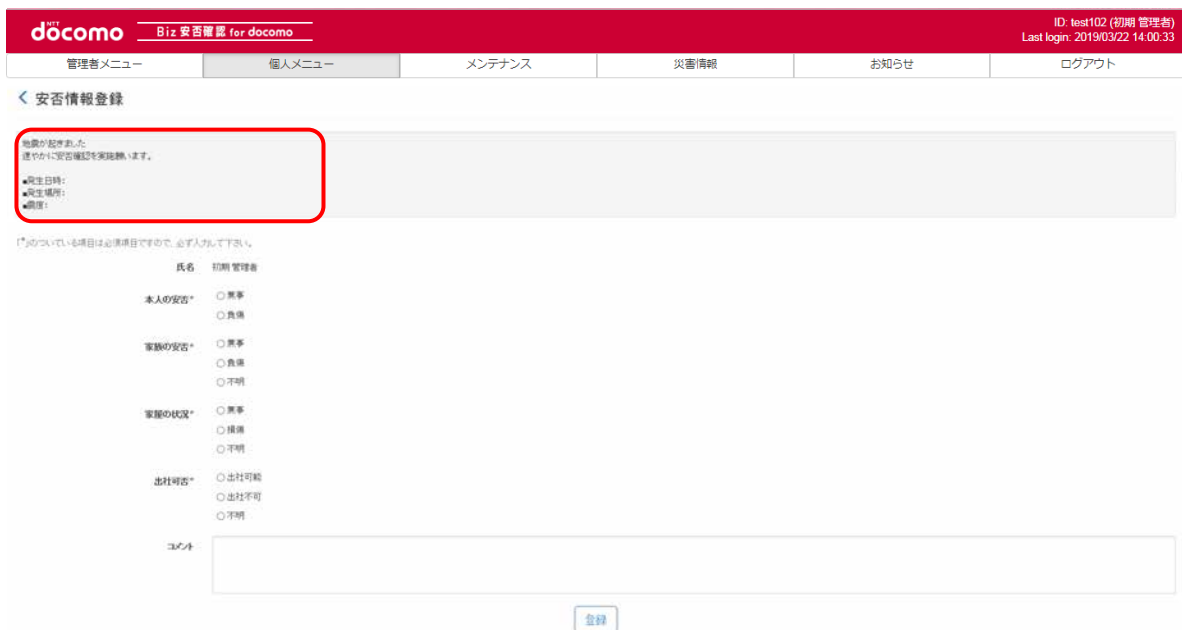 NTT
döcomo Biz 安否確認 for docomo
ID: test102 (初期 管理者)
Last login: 2019/03/22 14:00:33
管理者メニュー 個人メニュー メンテナンス 災害情報 お知らせ ログアウト
安否情報登録
地震が起きました
速やかに安否確認を実施願います。
■発生日時:
■発生場所:
■震度:
「*」のついている項目は必須項目ですので、必ず入力して下さい。
氏名 初期 管理者
本人の安否* 無事
負傷
家族の安否* 無事
負傷
不明
家屋の状況* 無事
損傷
不明
出社可否* 出社可能
出社不可
不明
コメント
登録